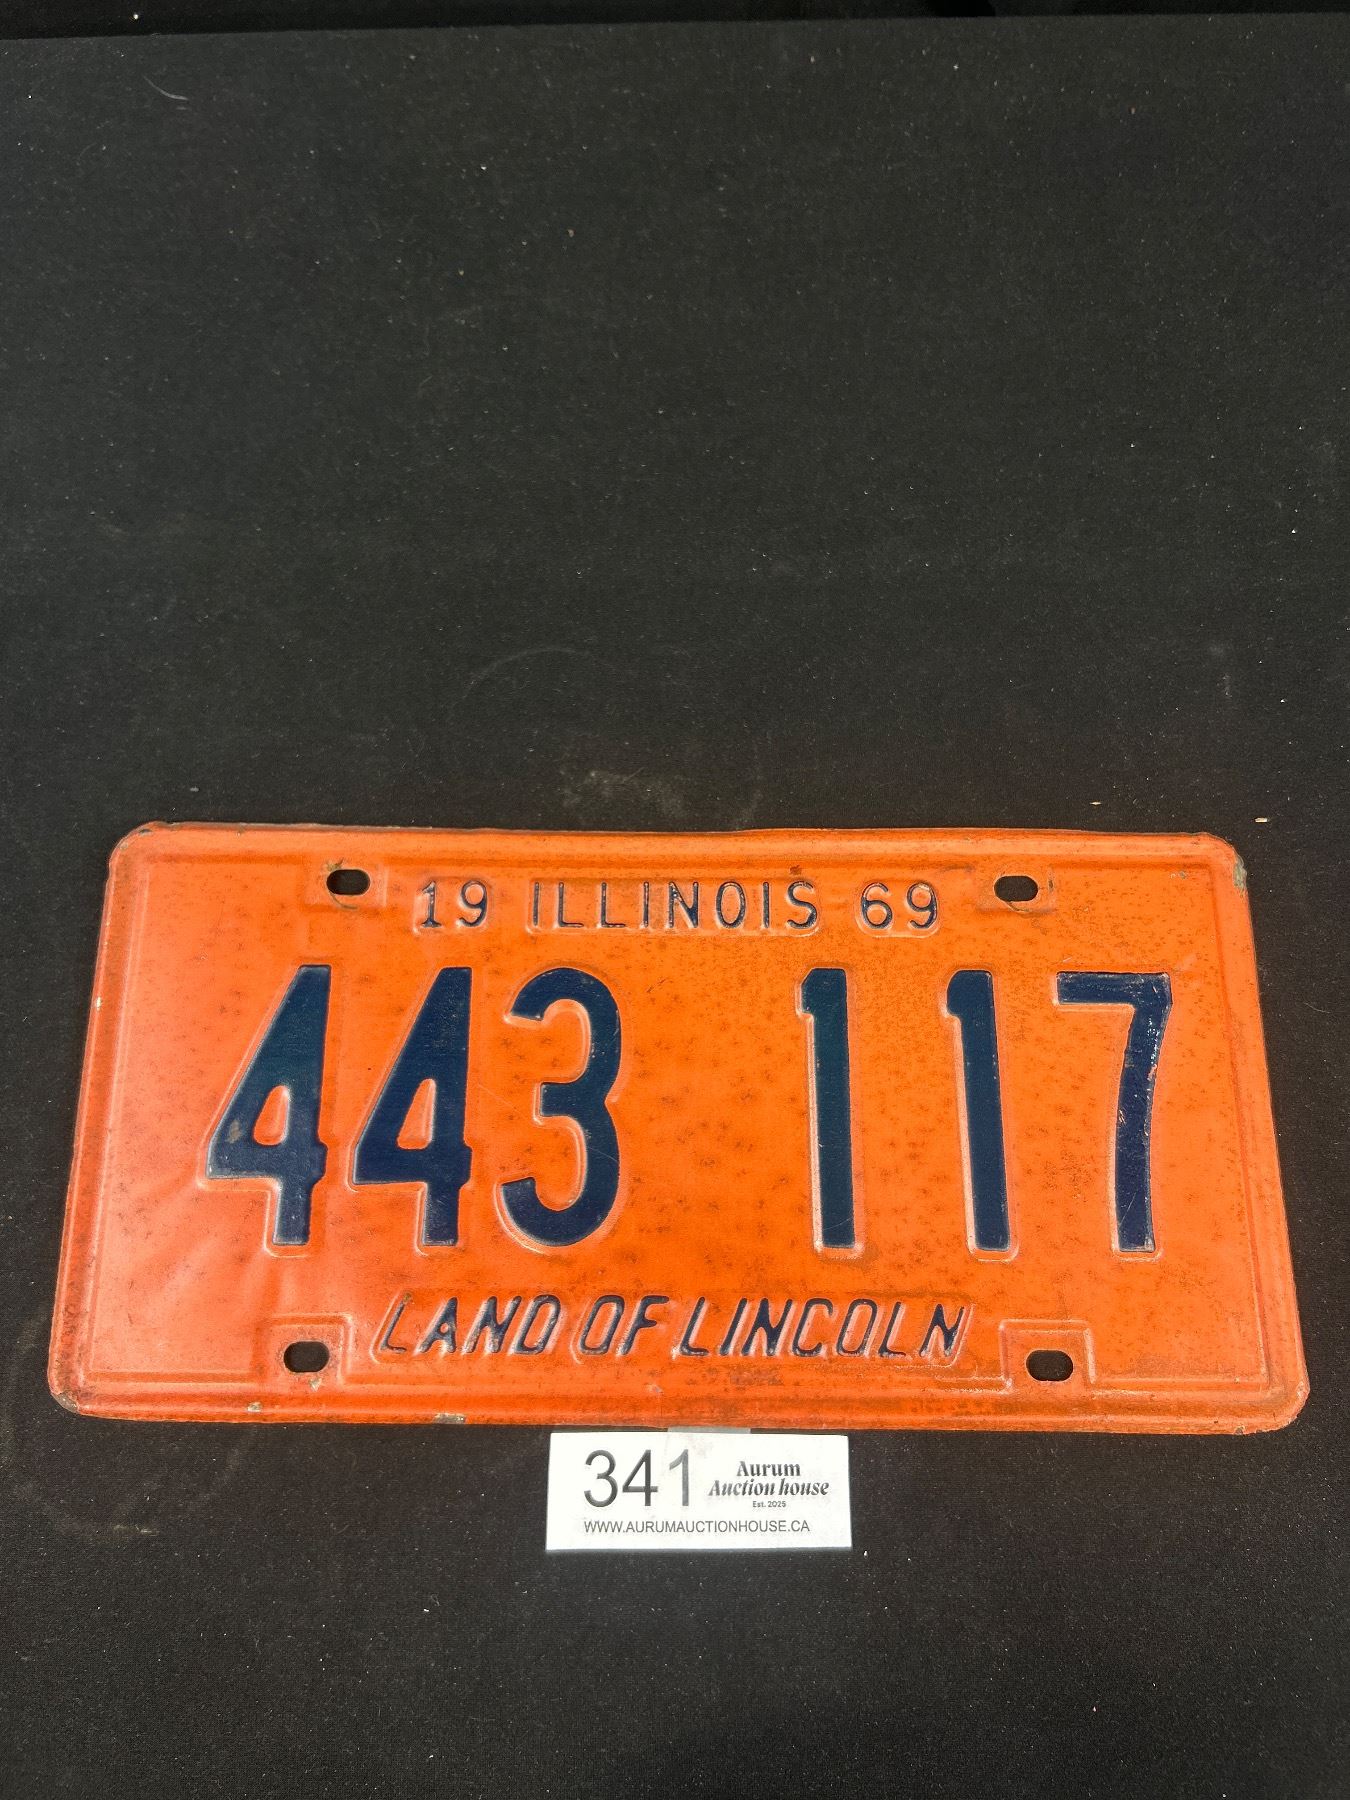 19 ILLINOIS 69
443 117
LAND OF LINCOLN
341
Aurum
Auction house
Est. 2025
WWW.AURUMAUCTIONHOUSE.CA